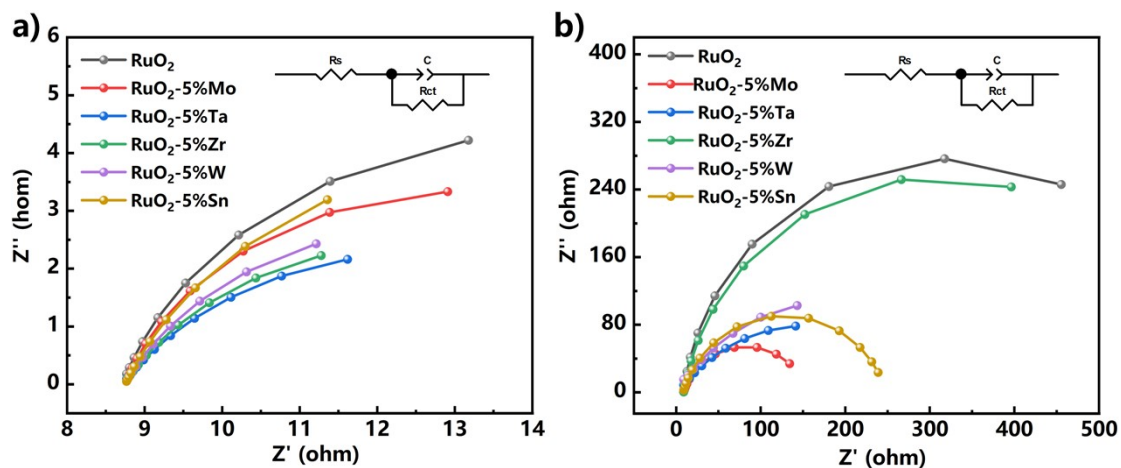 a)
6
5
4
3
2
1
0
Z'' (hom)
RuO₂
RuO₂-5%Mo
RuO₂-5%Ta
RuO₂-5%Zr
RuO₂-5%W
RuO₂-5%Sn
Rs
C
Rct
8 9 10 11 12 13 14
Z' (ohm)
b)
400
320
240
160
80
0
Z'' (ohm)
RuO₂
RuO₂-5%Mo
RuO₂-5%Ta
RuO₂-5%Zr
RuO₂-5%W
RuO₂-5%Sn
Rs
C
Rct
0 100 200 300 400 500
Z' (ohm)